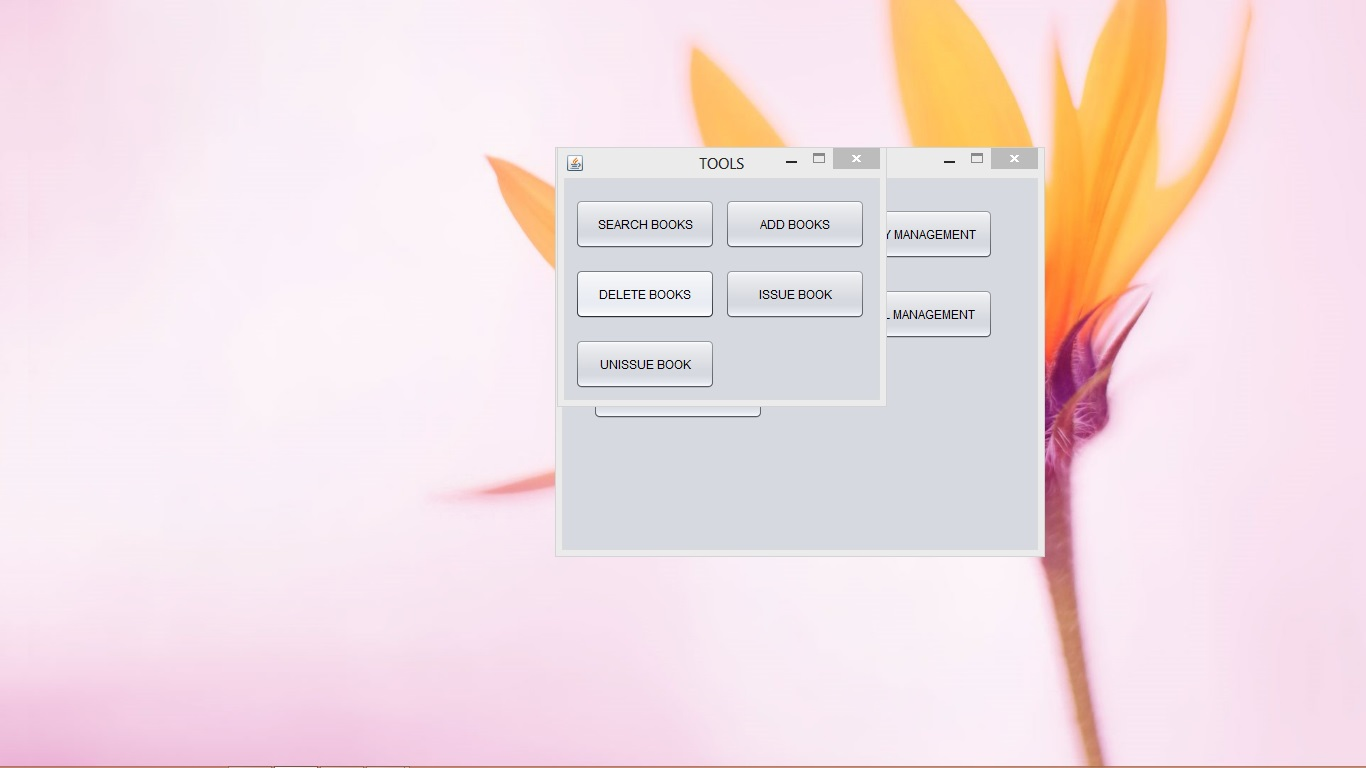 TOOLS
SEARCH BOOKS
ADD BOOKS
MANAGEMENT
DELETE BOOKS
ISSUE BOOK
MANAGEMENT
UNISSUE BOOK